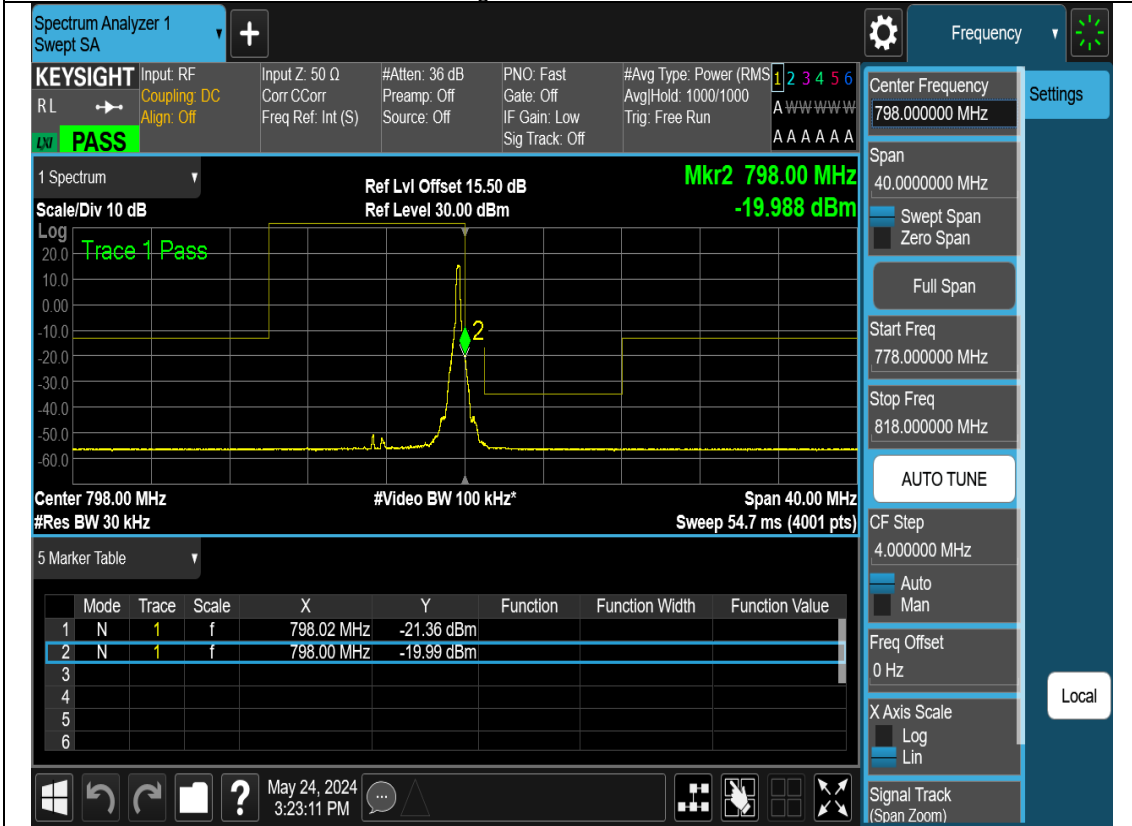 Spectrum Analyzer 1
Swept SA
+
Frequency
KEYSIGHT
RL
LXI
PASS
Input: RF
Coupling: DC
Align: Off
Input Z: 50 Ω
Corr CCorr
Freq Ref: Int (S)
#Atten: 36 dB
Preamp: Off
Source: Off
PNO: Fast
Gate: Off
IF Gain: Low
Sig Track: Off
#Avg Type: Power (RMS
Avg|Hold: 1000/1000
Trig: Free Run
1 2 3 4 5 6
A W W W W W
A A A A A A
1 Spectrum
Scale/Div 10 dB
Ref Lvl Offset 15.50 dB
Ref Level 30.00 dBm
Mkr2 798.00 MHz
-19.988 dBm
Log
Trace 1 Pass
20.0
10.0
0.00
-10.0
-20.0
-30.0
-40.0
-50.0
-60.0
2
Center 798.00 MHz
#Res BW 30 kHz
#Video BW 100 kHz*
Span 40.00 MHz
Sweep 54.7 ms (4001 pts)
5 Marker Table
Mode Trace Scale X Y Function Function Width Function Value
1 N 1 f 798.02 MHz -21.36 dBm
2 N 1 f 798.00 MHz -19.99 dBm
3
4
5
6
?
May 24, 2024
3:23:11 PM
Center Frequency
798.000000 MHz
Settings
Span
40.0000000 MHz
Swept Span
Zero Span
Full Span
Start Freq
778.000000 MHz
Stop Freq
818.000000 MHz
AUTO TUNE
CF Step
4.000000 MHz
Auto
Man
Freq Offset
0 Hz
X Axis Scale
Log
Lin
Local
Signal Track
(Span Zoom)